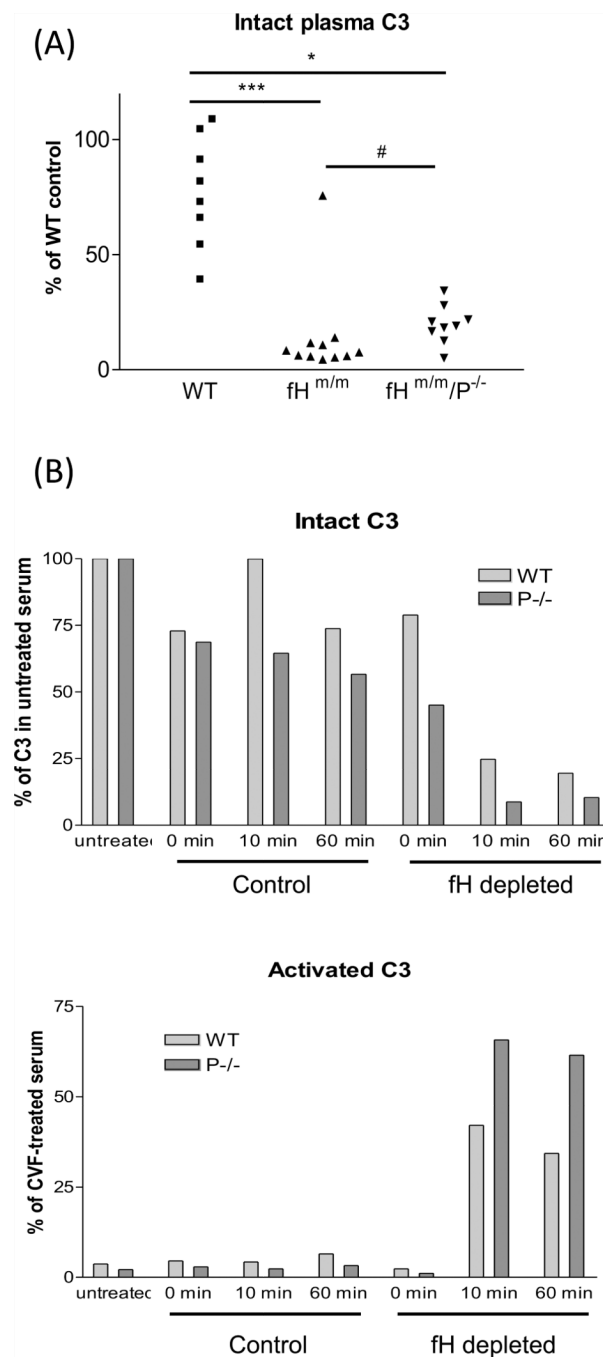 (A)
Intact plasma C3
*
***
#
% of WT control
100
50
0
WT fH m/m fH m/m/P-/-
(B)
Intact C3
WT
P-/-
% of C3 in untreated serum
100
75
50
25
0
untreated 0 min 10 min 60 min 0 min 10 min 60 min
Control fH depleted
Activated C3
WT
P-/-
% of CVF-treated serum
75
50
25
0
untreated 0 min 10 min 60 min 0 min 10 min 60 min
Control fH depleted